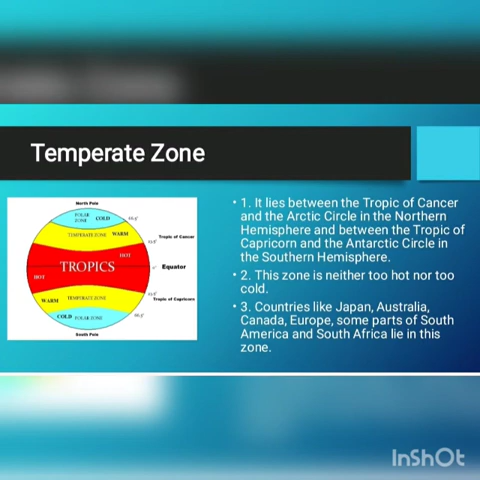 Temperate Zone
North Pole
POLAR ZONE COLD 66.5°
TEMPERATE ZONE WARM
Tropic of Cancer
23.5°
HOT
TROPICS
0° Equator
HOT
23.5°
WARM TEMPERATE ZONE
Tropic of Capricorn
COLD POLAR ZONE 66.5°
South Pole
• 1. It lies between the Tropic of Cancer
and the Arctic Circle in the Northern
Hemisphere and between the Tropic of
Capricorn and the Antarctic Circle in
the Southern Hemisphere.
• 2. This zone is neither too hot nor too
cold.
• 3. Countries like Japan, Australia,
Canada, Europe, some parts of South
America and South Africa lie in this
zone.
InShOt